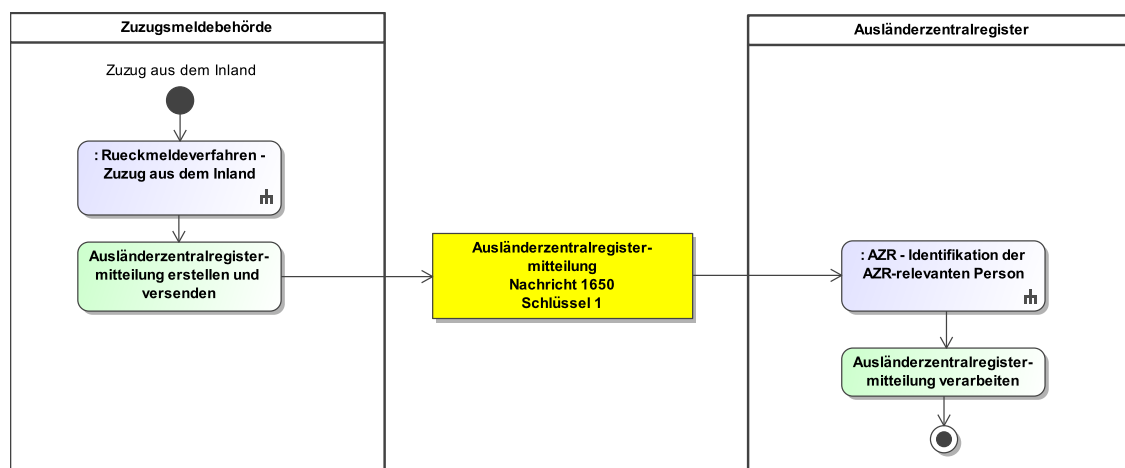 Zuzugsmeldebehörde
Ausländerzentralregister
Zuzug aus dem Inland
: Rueckmeldeverfahren -
Zuzug aus dem Inland
Ausländerzentralregister-
mitteilung erstellen und
versenden
Ausländerzentralregister-
mitteilung
Nachricht 1650
Schlüssel 1
: AZR - Identifikation der
AZR-relevanten Person
Ausländerzentralregister-
mitteilung verarbeiten